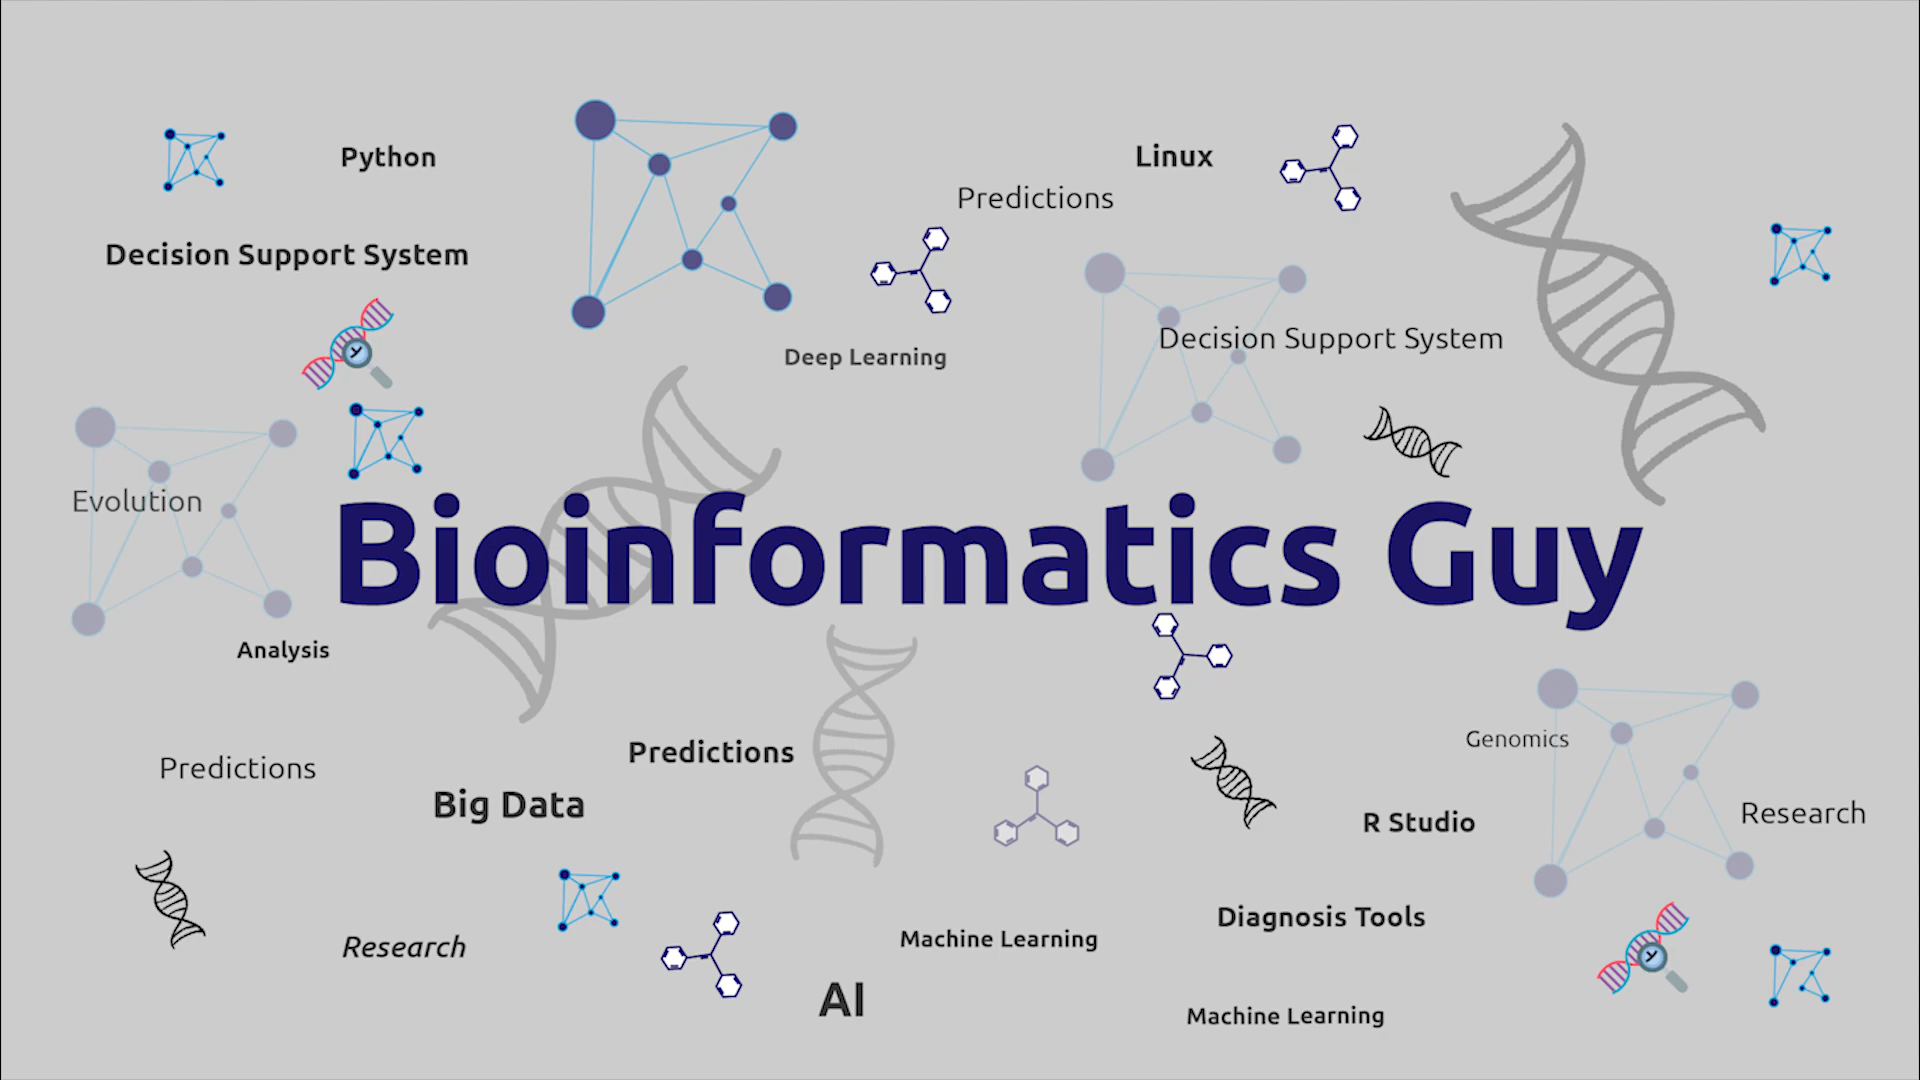 Python
Linux
Predictions
Decision Support System
Decision Support System
Deep Learning
Evolution
Bioinformatics Guy
Analysis
Genomics
Predictions
Predictions
Big Data
R Studio
Research
Diagnosis Tools
Research
Machine Learning
AI
Machine Learning